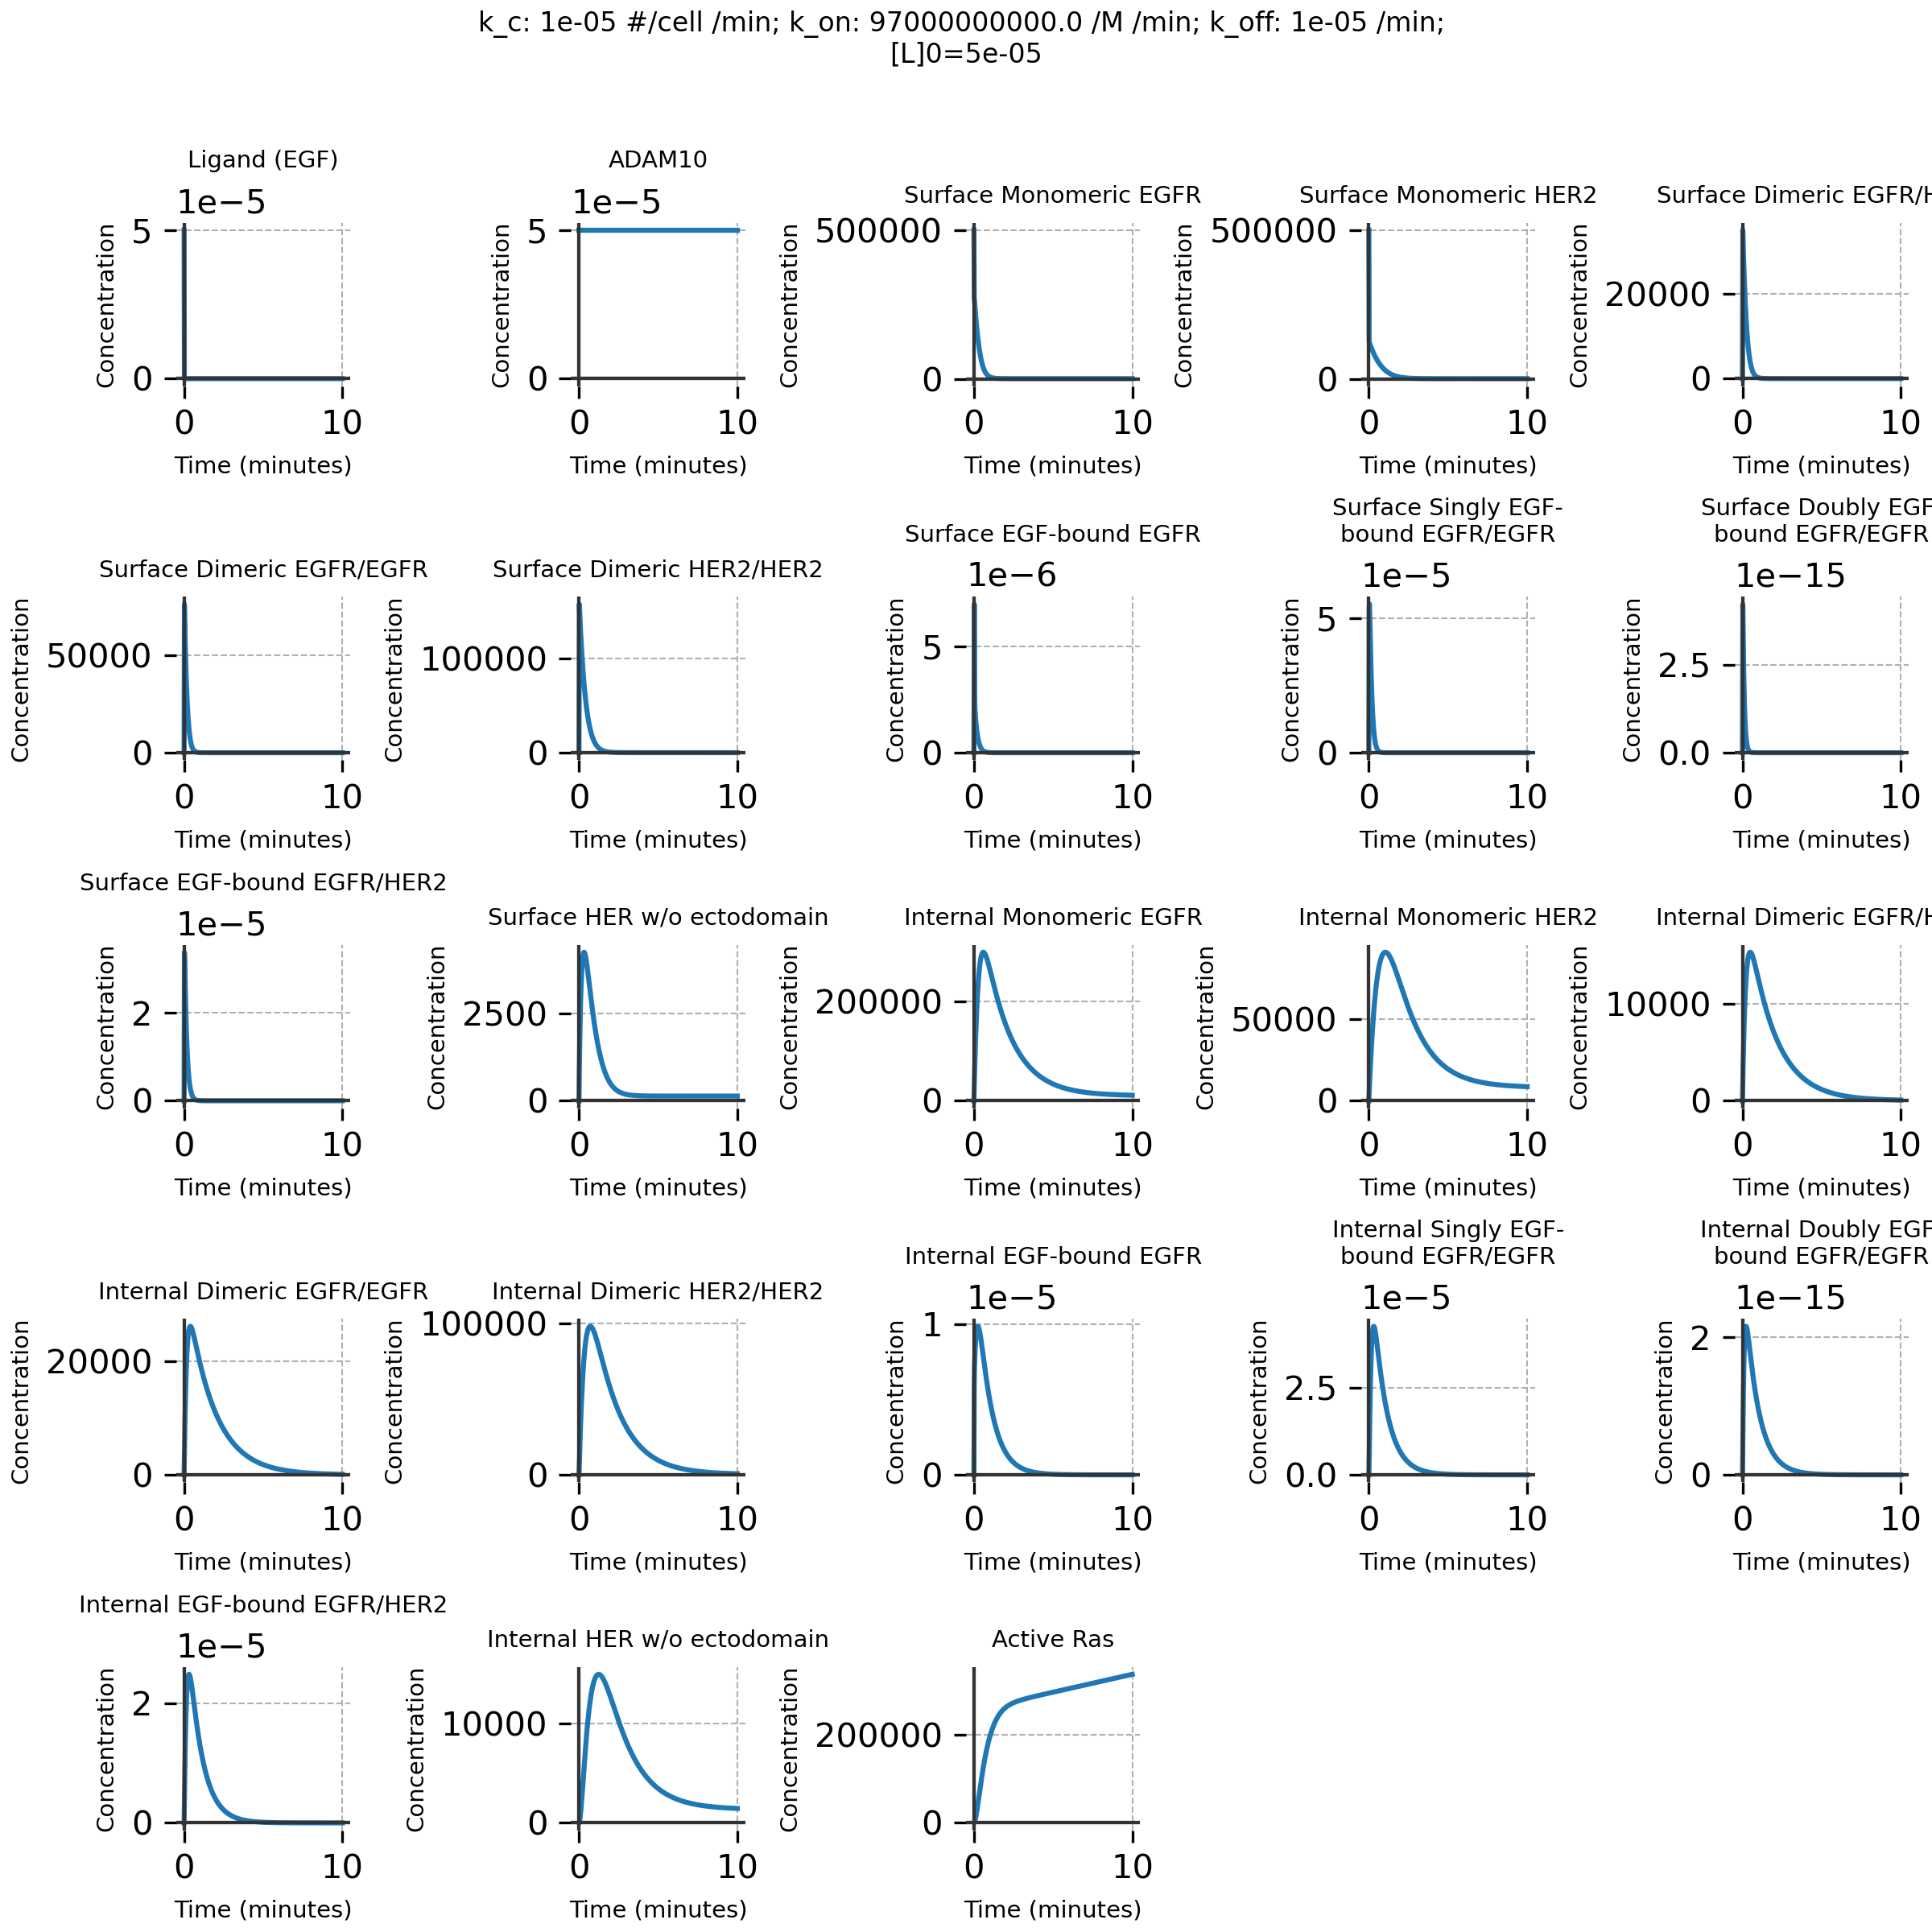 k_c: 1e-05 #/cell /min; k_on: 97000000000.0 /M /min; k_off: 1e-05 /min;
[L]0=5e-05
Ligand (EGF)
1e−5
Concentration
5
0
0
10
Time (minutes)
ADAM10
1e−5
Concentration
5
0
0
10
Time (minutes)
Surface Monomeric EGFR
Concentration
500000
0
0
10
Time (minutes)
Surface Monomeric HER2
Concentration
500000
0
0
10
Time (minutes)
Surface Dimeric EGFR/H
Concentration
20000
0
0
10
Time (minutes)
Surface Dimeric EGFR/EGFR
Concentration
50000
0
0
10
Time (minutes)
Surface Dimeric HER2/HER2
Concentration
100000
0
0
10
Time (minutes)
Surface EGF-bound EGFR
1e−6
Concentration
5
0
0
10
Time (minutes)
Surface Singly EGF-
bound EGFR/EGFR
1e−5
Concentration
5
0
0
10
Time (minutes)
Surface Doubly EGF
bound EGFR/EGFR
1e−15
Concentration
2.5
0.0
0
10
Time (minutes)
Surface EGF-bound EGFR/HER2
1e−5
Concentration
2
0
0
10
Time (minutes)
Surface HER w/o ectodomain
Concentration
2500
0
0
10
Time (minutes)
Internal Monomeric EGFR
Concentration
200000
0
0
10
Time (minutes)
Internal Monomeric HER2
Concentration
50000
0
0
10
Time (minutes)
Internal Dimeric EGFR/H
Concentration
10000
0
0
10
Time (minutes)
Internal Dimeric EGFR/EGFR
Concentration
20000
0
0
10
Time (minutes)
Internal Dimeric HER2/HER2
Concentration
100000
0
0
10
Time (minutes)
Internal EGF-bound EGFR
1e−5
Concentration
1
0
0
10
Time (minutes)
Internal Singly EGF-
bound EGFR/EGFR
1e−5
Concentration
2.5
0.0
0
10
Time (minutes)
Internal Doubly EGF
bound EGFR/EGFR
1e−15
Concentration
2
0
0
10
Time (minutes)
Internal EGF-bound EGFR/HER2
1e−5
Concentration
2
0
0
10
Time (minutes)
Internal HER w/o ectodomain
Concentration
10000
0
0
10
Time (minutes)
Active Ras
Concentration
200000
0
0
10
Time (minutes)